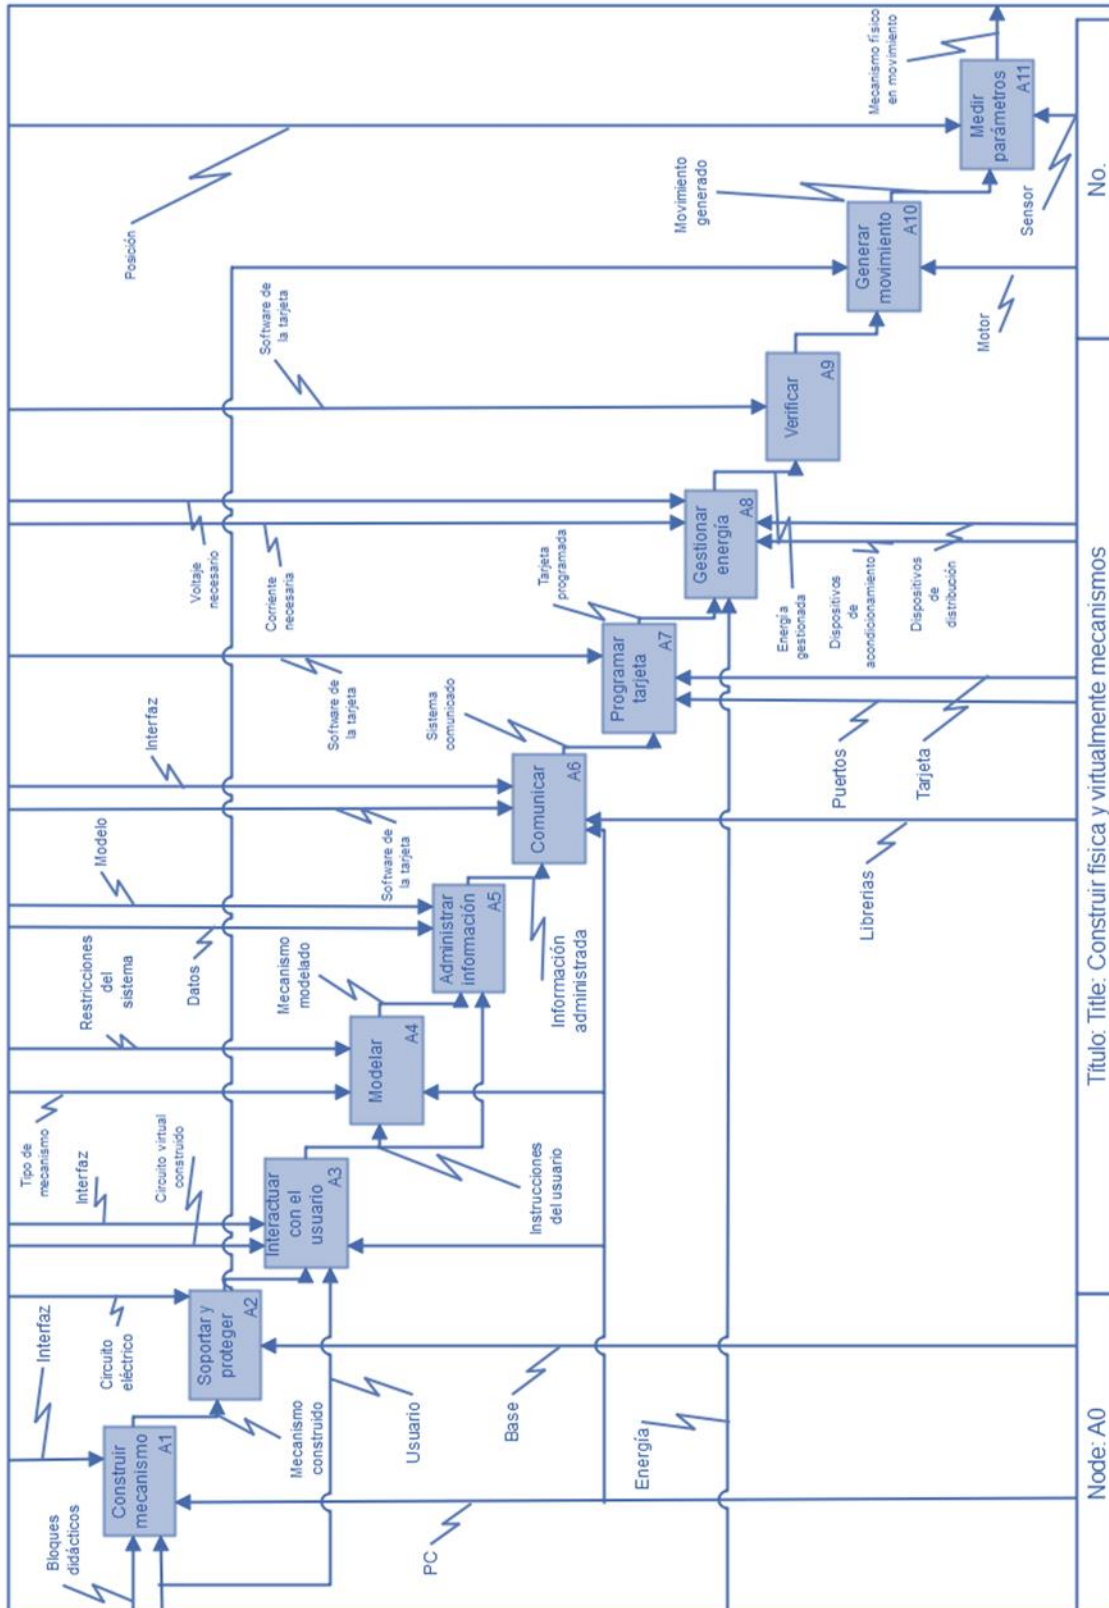 Bloques
didácticos
Interfaz
Construir
mecanismo
A1
Circuito
eléctrico
Soportar y
proteger
A2
Mecanismo
construido
Usuario
PC
Tipo de
mecanismo
Interfaz
Circuito virtual
construido
Interactuar
con el
usuario
A3
Base
Energía
Instrucciones
del usuario
Restricciones
del
sistema
Modelar
A4
Mecanismo
modelado
Datos
Modelo
Administrar
información
A5
Información
administrada
Software de
la tarjeta
Interfaz
Comunicar
A6
Sistema
comunicado
Librerias
Software de
la tarjeta
Programar
tarjeta
A7
Tarjeta
programada
Puertos
Tarjeta
Voltaje
necesario
Corriente
necesaria
Gestionar
energía
A8
Energía
gestionada
Dispositivos
de
acondicionamiento
Dispositivos
de
distribución
Software de
la tarjeta
Verificar
A9
Generar
movimiento
A10
Movimiento
generado
Motor
Posición
Medir
parámetros
A11
Sensor
Mecanismo físico
en movimiento
Node: A0
Título: Title: Construir física y virtualmente mecanismos
No.